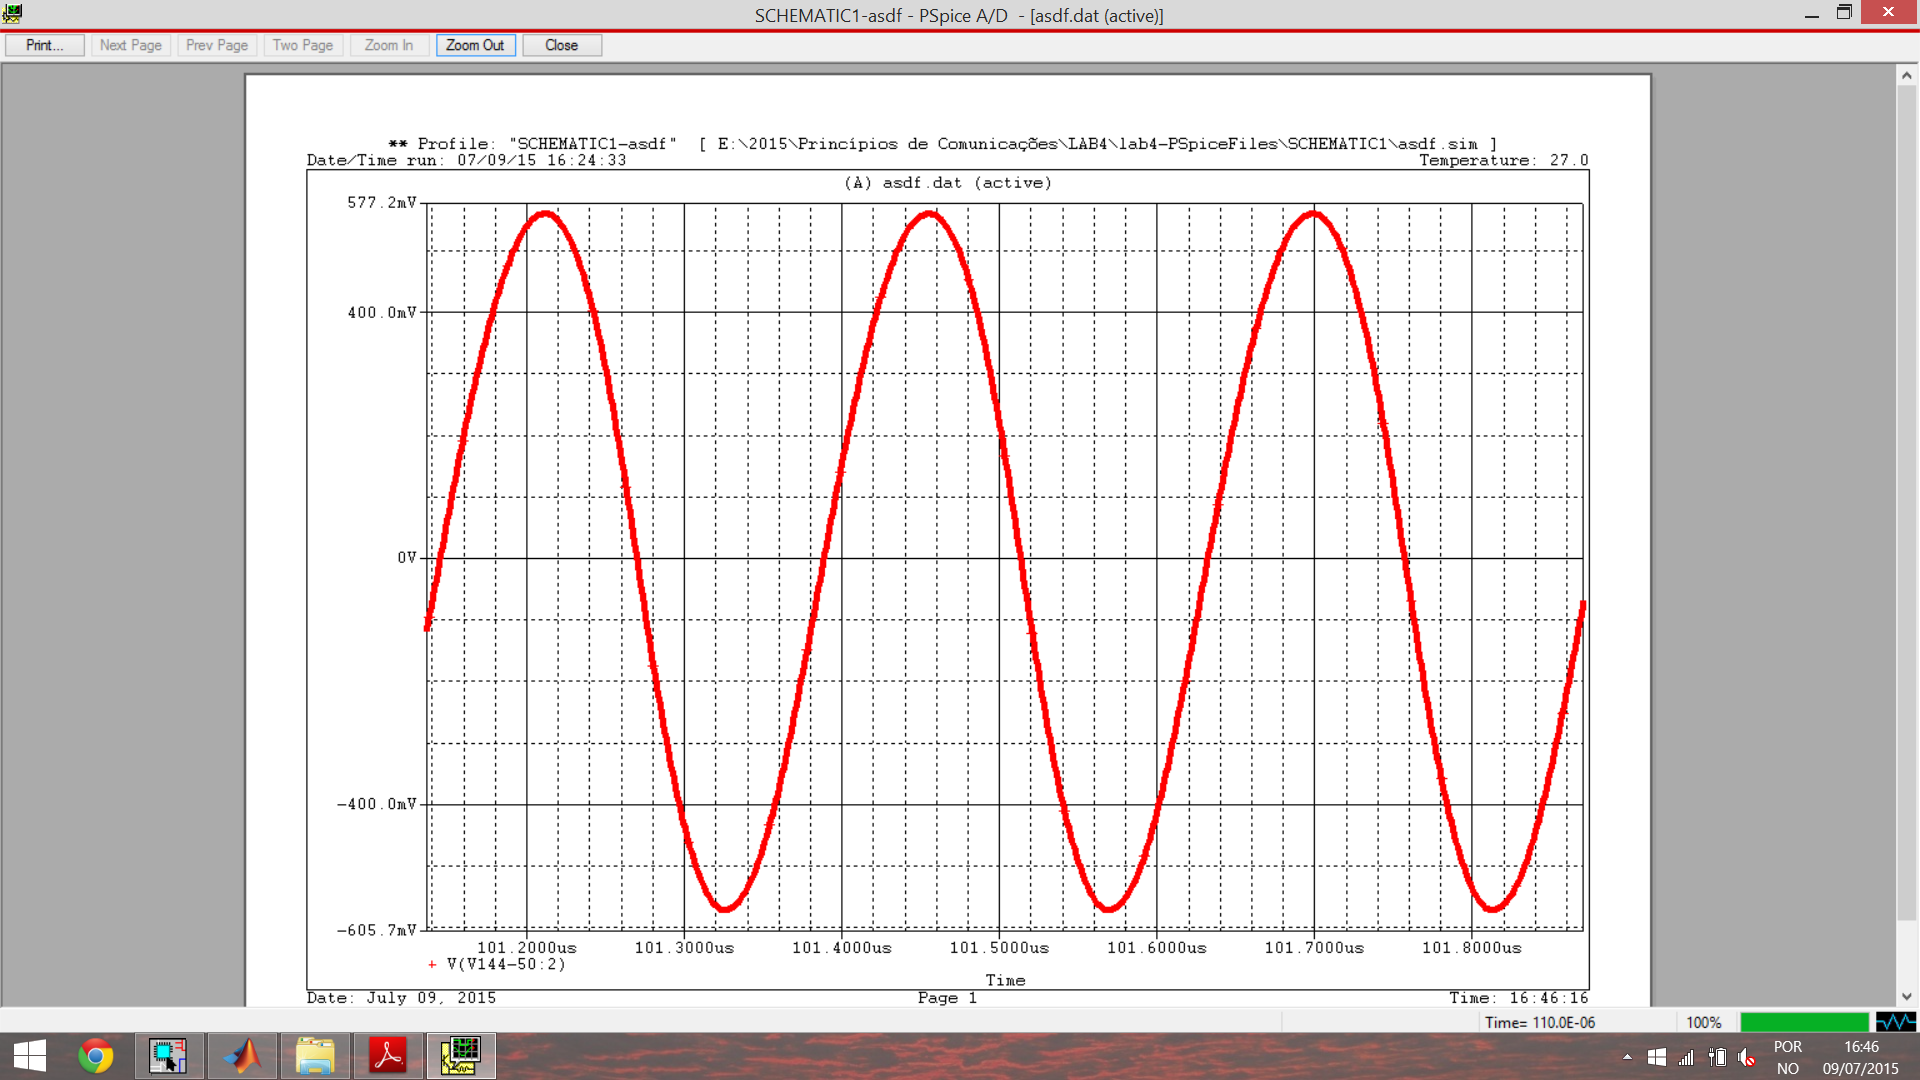 SCHEMATIC1-asdf - PSpice A/D - [asdf.dat (active)]
Print... Next Page Prev Page Two Page Zoom In Zoom Out Close
** Profile: "SCHEMATIC1-asdf" [ E:\2015\Princípios de Comunicações\LAB4\lab4-PSpiceFiles\SCHEMATIC1\asdf.sim ]
Date/Time run: 07/09/15 16:24:33 Temperature: 27.0
(A) asdf.dat (active)
577.2mV
400.0mV
0V
-400.0mV
-605.7mV
101.2000us 101.3000us 101.4000us 101.5000us 101.6000us 101.7000us 101.8000us
+ V(V144-50:2)
Time
Date: July 09, 2015 Page 1 Time: 16:46:16
Time= 110.0E-06 100%
POR 16:46
NO 09/07/2015